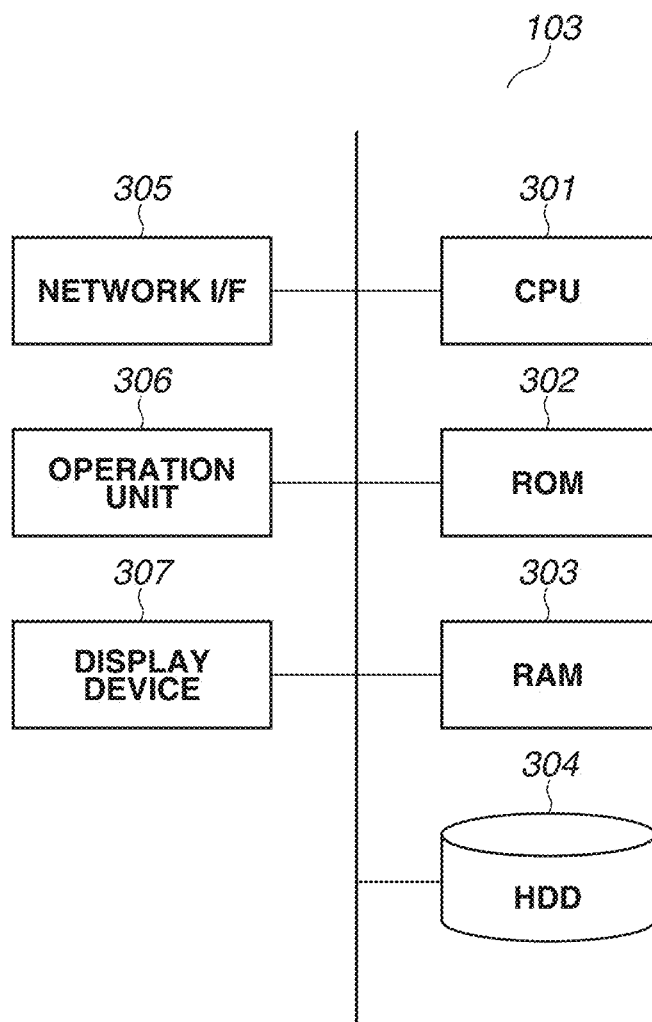 103
305
NETWORK I/F
301
CPU
306
OPERATION
UNIT
302
ROM
307
DISPLAY
DEVICE
303
RAM
304
HDD